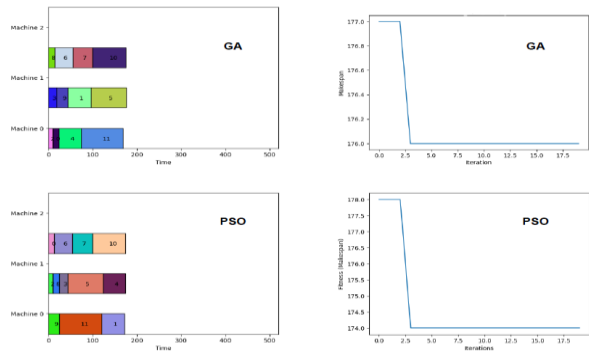 GA
Machine 2
6 7 10
Machine 1
9 1 5
Machine 0
4 11
0 100 200 300 400 500
Time
GA
177.0
176.8
176.6
176.4
176.2
176.0
Makespan
0.0 2.5 5.0 7.5 10.0 12.5 15.0 17.5
Iteration
PSO
Machine 2
0 6 7 10
Machine 1
3 5 4
Machine 0
9 11 1
0 100 200 300 400 500
Time
PSO
178.0
177.5
177.0
176.5
176.0
175.5
175.0
174.5
174.0
Fitness (Makespan)
0.0 2.5 5.0 7.5 10.0 12.5 15.0 17.5
Iterations